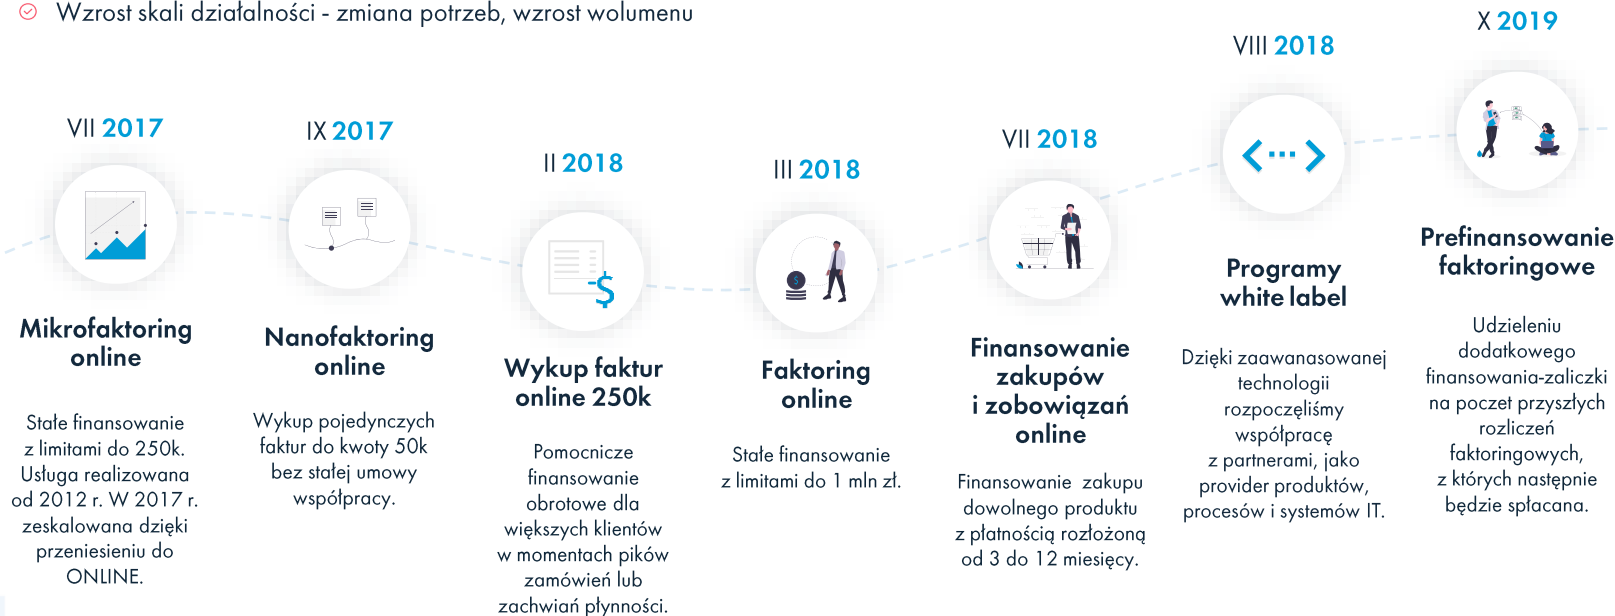 Wzrost skali działalności - zmiana potrzeb, wzrost wolumenu
VII 2017
Mikrofaktoring
online
Stałe finansowanie
z limitami do 250k.
Usługa realizowana
od 2012 r. W 2017 r.
zeskalowana dzięki
przeniesieniu do
ONLINE.
IX 2017
Nanofaktoring
online
Wykup pojedynczych
faktur do kwoty 50k
bez stałej umowy
współpracy.
II 2018
$
Wykup faktur
online 250k
Pomocnicze
finansowanie
obrotowe dla
większych klientów
w momentach pików
zamówień lub
zachwiań płynności.
III 2018
$
Faktoring
online
Stałe finansowanie
z limitami do 1 mln zł.
VII 2018
Finansowanie
zakupów
i zobowiązań
online
Finansowanie zakupu
dowolnego produktu
z płatnością rozłożoną
od 3 do 12 miesięcy.
VIII 2018
Programy
white label
Dzięki zaawanasowanej
technologii
rozpoczęliśmy
współpracę
z partnerami, jako
provider produktów,
procesów i systemów IT.
X 2019
Prefinansowanie
faktoringowe
Udzieleniu
dodatkowego
finansowania-zaliczki
na poczet przyszłych
rozliczeń
faktoringowych,
z których następnie
będzie spłacana.